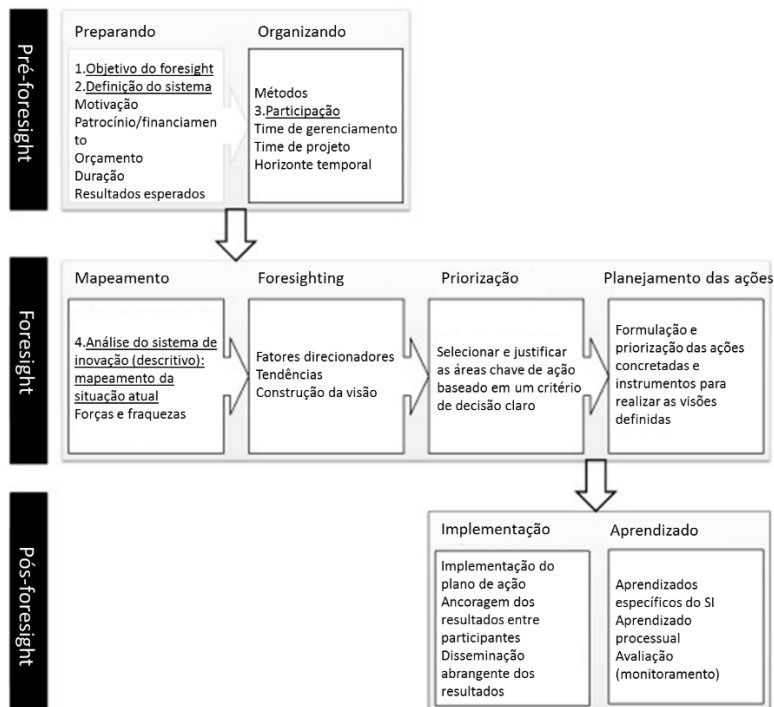 Pré-foresight
Preparando
1.Objetivo do foresight
2.Definição do sistema
Motivação
Patrocínio/financiamen
to
Orçamento
Duração
Resultados esperados
Organizando
Métodos
3.Participação
Time de gerenciamento
Time de projeto
Horizonte temporal
Foresight
Mapeamento
4.Análise do sistema de
inovação (descritivo):
mapeamento da
situação atual
Forças e fraquezas
Foresighting
Fatores direcionadores
Tendências
Construção da visão
Priorização
Selecionar e justificar
as áreas chave de ação
baseado em um critério
de decisão claro
Planejamento das ações
Formulação e
priorização das ações
concretadas e
instrumentos para
realizar as visões
definidas
Pós-foresight
Implementação
Implementação do
plano de ação
Ancoragem dos
resultados entre
participantes
Disseminação
abrangente dos
resultados
Aprendizado
Aprendizados
específicos do SI
Aprendizado
processual
Avaliação
(monitoramento)